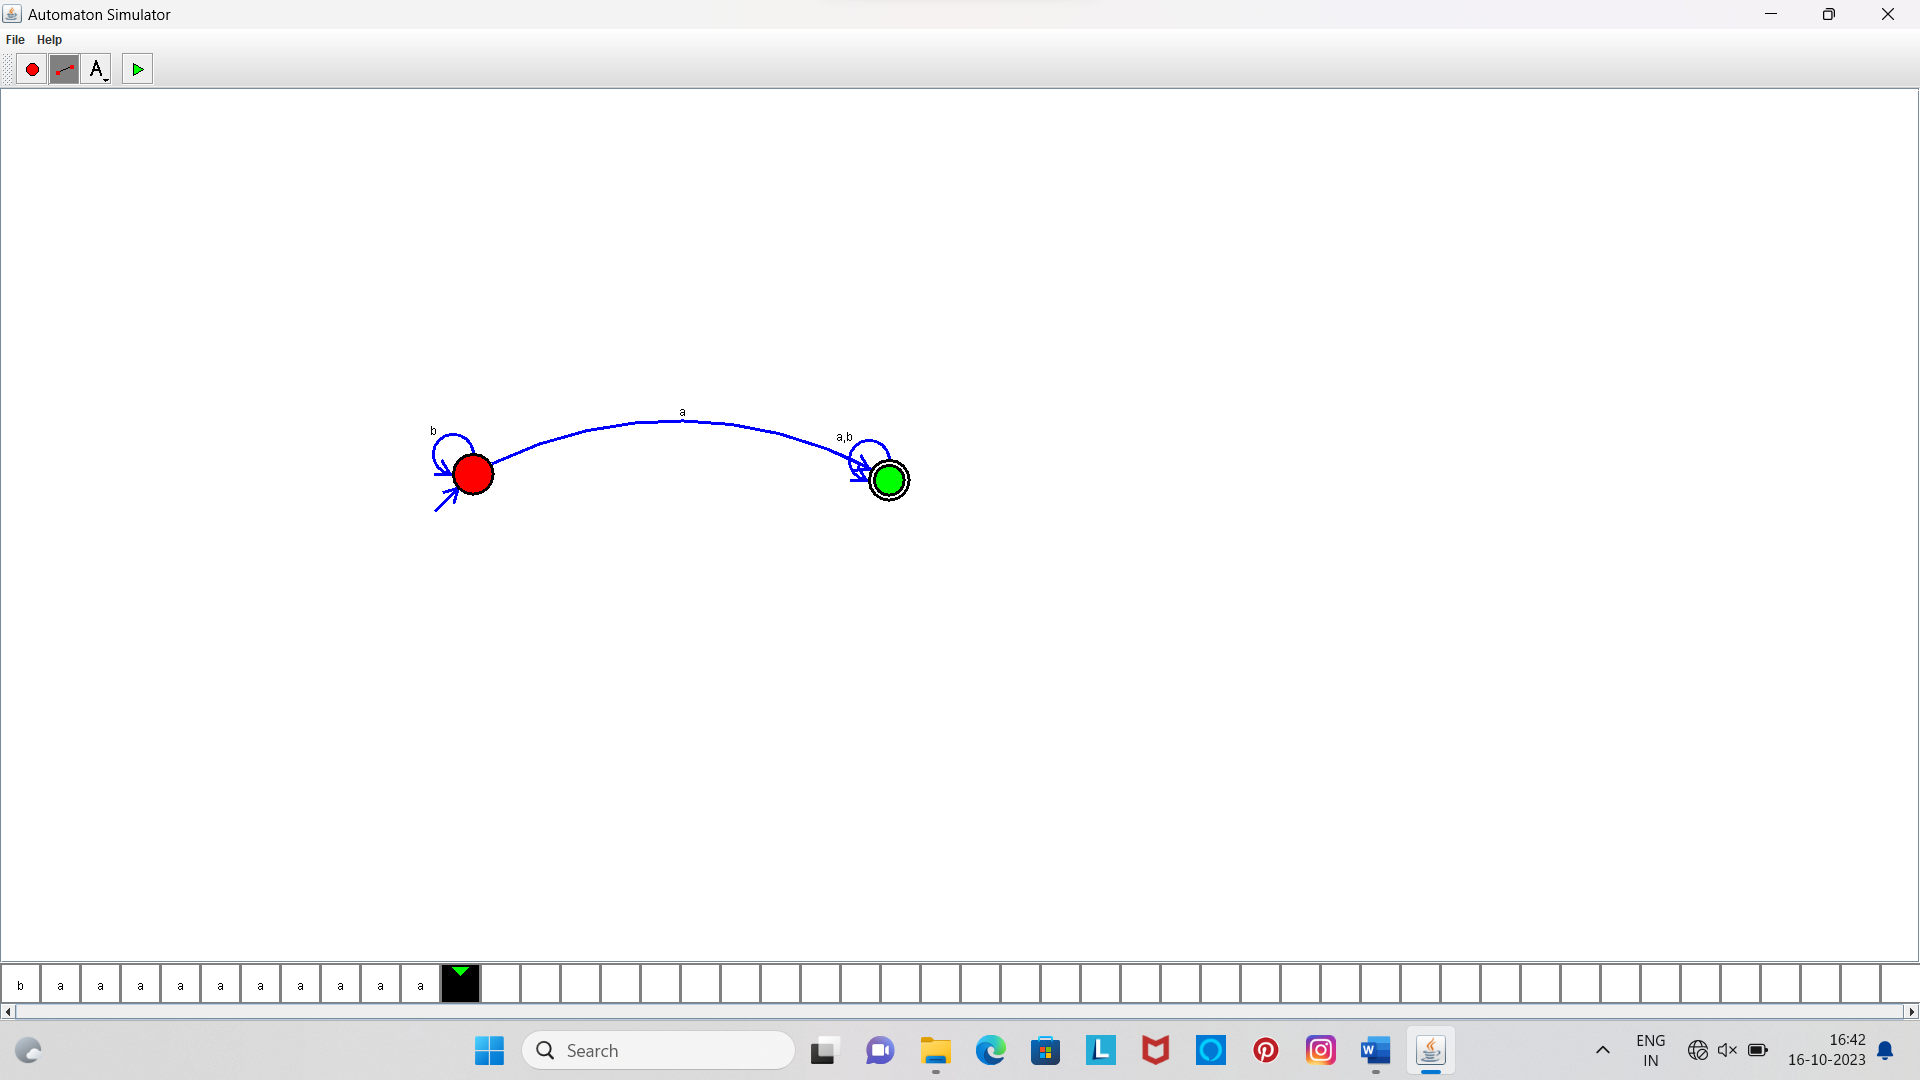 Automaton Simulator
File Help
A
a
b
a,b
b a a a a a a a a a a
Search
ENG
IN
16:42
16-10-2023